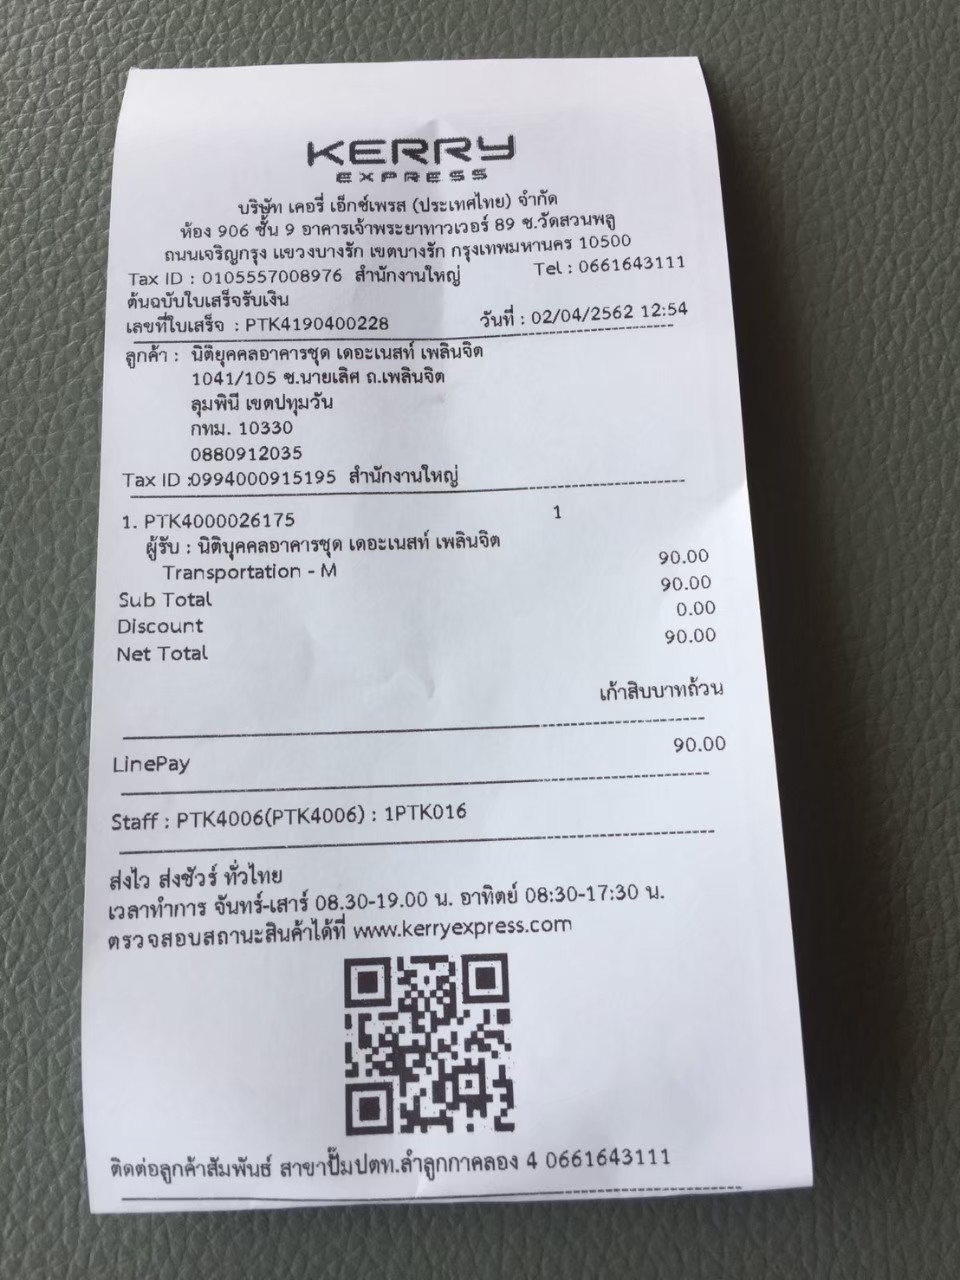 KERRY
EXPRESS
บริษัท เคอรี่ เอ็กซ์เพรส (ประเทศไทย) จำกัด
ห้อง 906 ชั้น 9 อาคารเจ้าพระยาทาวเวอร์ 89 ซ.วัดสวนพลู
ถนนเจริญกรุง แขวงบางรัก เขตบางรัก กรุงเทพมหานคร 10500
Tax ID : 0105557008976 สำนักงานใหญ่ Tel : 0661643111
ต้นฉบับใบเสร็จรับเงิน
เลขที่ใบเสร็จ : PTK4190400228 วันที่ : 02/04/2562 12:54
ลูกค้า : นิติยุคคลอาคารชุด เดอะเนสท์ เพลินจิต
1041/105 ซ.นายเลิศ ถ.เพลินจิต
ลุมพินี เขตปทุมวัน
กทม. 10330
0880912035
Tax ID :0994000915195 สำนักงานใหญ่
1. PTK4000026175 1
ผู้รับ : นิติบุคคลอาคารชุด เดอะเนสท์ เพลินจิต
Transportation - M 90.00
Sub Total 90.00
Discount 0.00
Net Total 90.00
เก้าสิบบาทถ้วน
LinePay 90.00
Staff : PTK4006(PTK4006) : 1PTK016
ส่งไว ส่งชัวร์ ทั่วไทย
เวลาทำการ จันทร์-เสาร์ 08.30-19.00 น. อาทิตย์ 08:30-17:30 น.
ตรวจสอบสถานะสินค้าได้ที่ www.kerryexpress.com
ติดต่อลูกค้าสัมพันธ์ สาขาปั๊มปตท.ลำลูกกาคลอง 4 0661643111